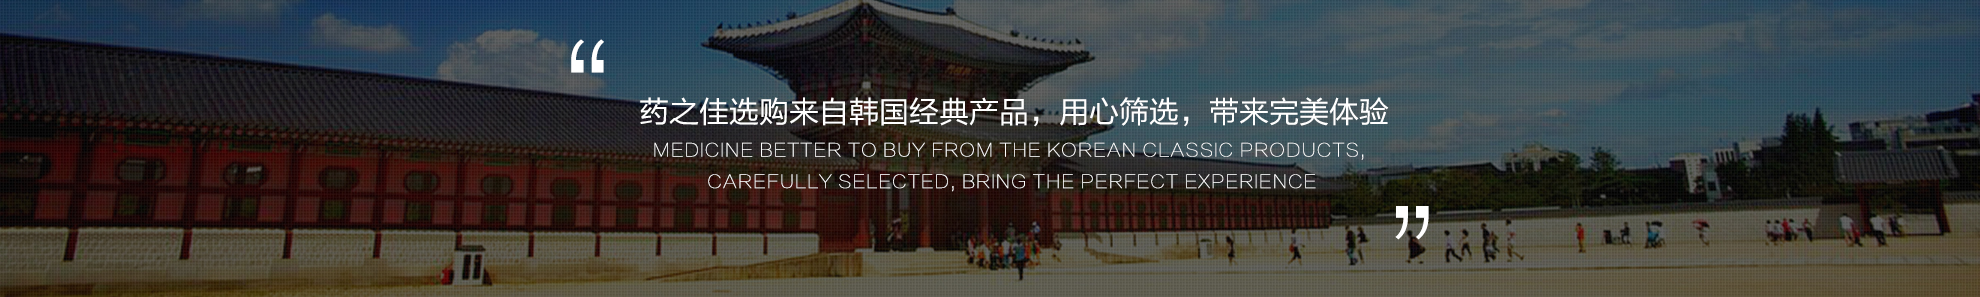 “
药之佳选购来自韩国经典产品，用心筛选，带来完美体验
MEDICINE BETTER TO BUY FROM THE KOREAN CLASSIC PRODUCTS,
CAREFULLY SELECTED, BRING THE PERFECT EXPERIENCE
”